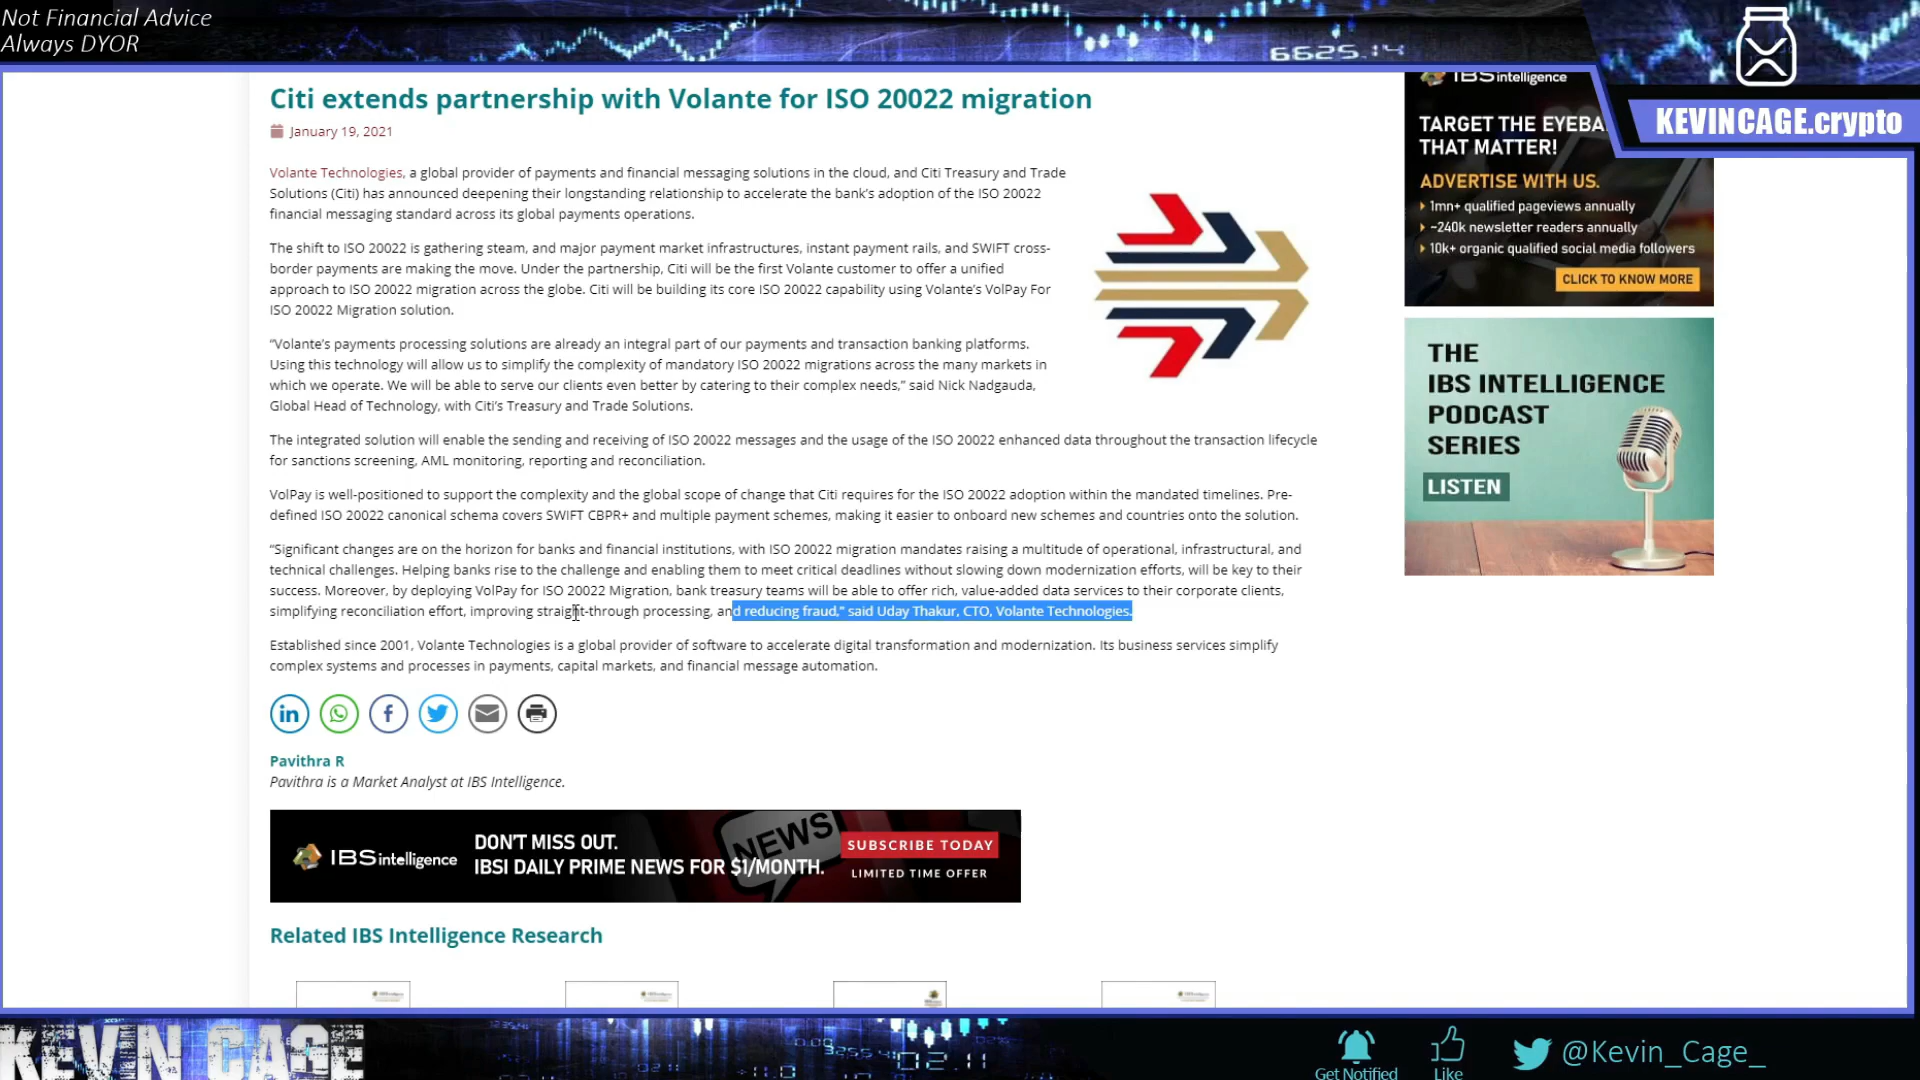 Not Financial Advice
Always DYOR
6625.14
KEVINCAGE.crypto
Citi extends partnership with Volante for ISO 20022 migration
January 19, 2021
Volante Technologies, a global provider of payments and financial messaging solutions in the cloud, and Citi Treasury and Trade
Solutions (Citi) has announced deepening their longstanding relationship to accelerate the bank's adoption of the ISO 20022
financial messaging standard across its global payments operations.
The shift to ISO 20022 is gathering steam, and major payment market infrastructures, instant payment rails, and SWIFT cross-
border payments are making the move. Under the partnership, Citi will be the first Volante customer to offer a unified
approach to ISO 20022 migration across the globe. Citi will be building its core ISO 20022 capability using Volante's VolPay For
ISO 20022 Migration solution.
“Volante's payments processing solutions are already an integral part of our payments and transaction banking platforms.
Using this technology will allow us to simplify the complexity of mandatory ISO 20022 migrations across the many markets in
which we operate. We will be able to serve our clients even better by catering to their complex needs,” said Nick Nadgauda,
Global Head of Technology, with Citi's Treasury and Trade Solutions.
The integrated solution will enable the sending and receiving of ISO 20022 messages and the usage of the ISO 20022 enhanced data throughout the transaction lifecycle
for sanctions screening, AML monitoring, reporting and reconciliation.
VolPay is well-positioned to support the complexity and the global scope of change that Citi requires for the ISO 20022 adoption within the mandated timelines. Pre-
defined ISO 20022 canonical schema covers SWIFT CBPR+ and multiple payment schemes, making it easier to onboard new schemes and countries onto the solution.
“Significant changes are on the horizon for banks and financial institutions, with ISO 20022 migration mandates raising a multitude of operational, infrastructural, and
technical challenges. Helping banks rise to the challenge and enabling them to meet critical deadlines without slowing down modernization efforts, will be key to their
success. Moreover, by deploying VolPay for ISO 20022 Migration, bank treasury teams will be able to offer rich, value-added data services to their corporate clients,
simplifying reconciliation effort, improving straight-through processing, and reducing fraud,” said Uday Thakur, CTO, Volante Technologies.
Established since 2001, Volante Technologies is a global provider of software to accelerate digital transformation and modernization. Its business services simplify
complex systems and processes in payments, capital markets, and financial message automation.
Pavithra R
Pavithra is a Market Analyst at IBS Intelligence.
IBSintelligence
DON'T MISS OUT.
IBSI DAILY PRIME NEWS FOR $1/MONTH.
NEWS
SUBSCRIBE TODAY
LIMITED TIME OFFER
Related IBS Intelligence Research
IBSintelligence
TARGET THE EYEBA
THAT MATTER!
ADVERTISE WITH US.
1mn+ qualified pageviews annually
~240k newsletter readers annually
10k+ organic qualified social media followers
CLICK TO KNOW MORE
THE
IBS INTELLIGENCE
PODCAST
SERIES
LISTEN
KEVIN CAGE
02.11
Get Notified
Like
@Kevin_Cage_